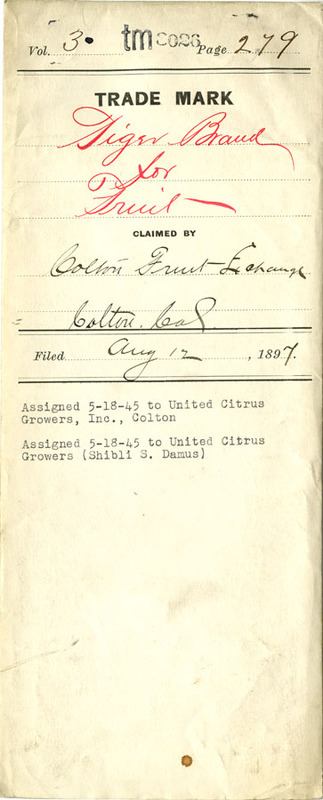 Vol. 3. tm 3026 Page 279
TRADE MARK
Tiger Brand
for
Fruit
CLAIMED BY
Colton Fruit Exchange
Colton, Cal.
Filed Aug 12, 1897.
Assigned 5-18-45 to United Citrus
Growers, Inc., Colton
Assigned 5-18-45 to United Citrus
Growers (Shibli S. Damus)